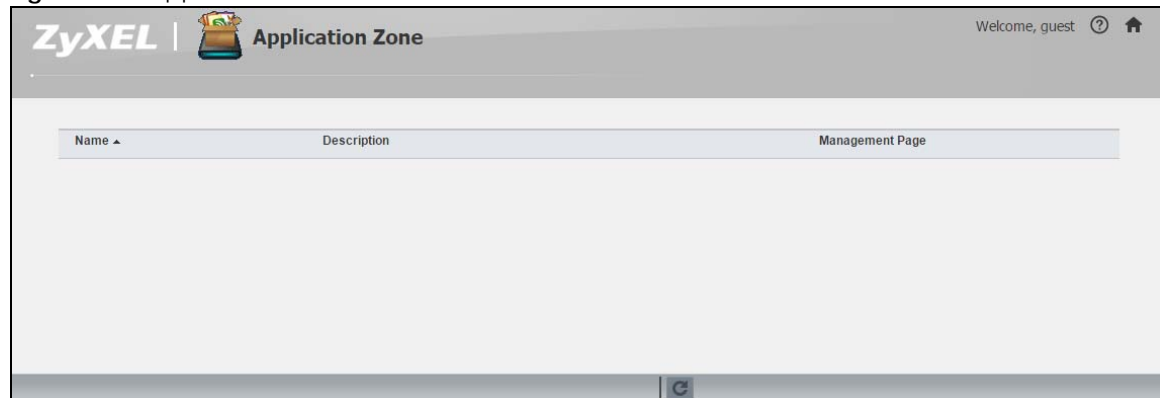 ZyXEL | Application Zone
Welcome, guest
Name
Description
Management Page